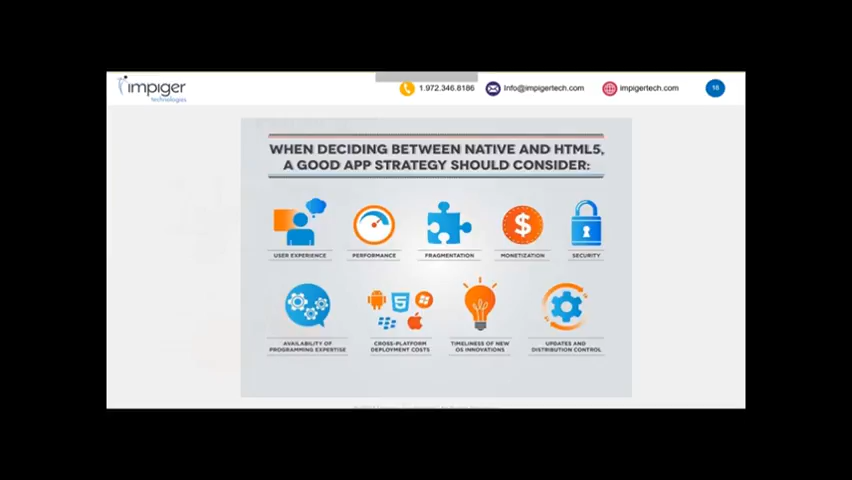 impiger
technologies
1.972.346.8186
Info@impigertech.com
impigertech.com
16
WHEN DECIDING BETWEEN NATIVE AND HTML5,
A GOOD APP STRATEGY SHOULD CONSIDER:
$
USER EXPERIENCE
PERFORMANCE
FRAGMENTATION
MONETIZATION
SECURITY
5
AVAILABILITY OF
PROGRAMMING EXPERTISE
CROSS-PLATFORM
DEPLOYMENT COSTS
TIMELINESS OF NEW
OS INNOVATIONS
UPDATES AND
DISTRIBUTION CONTROL